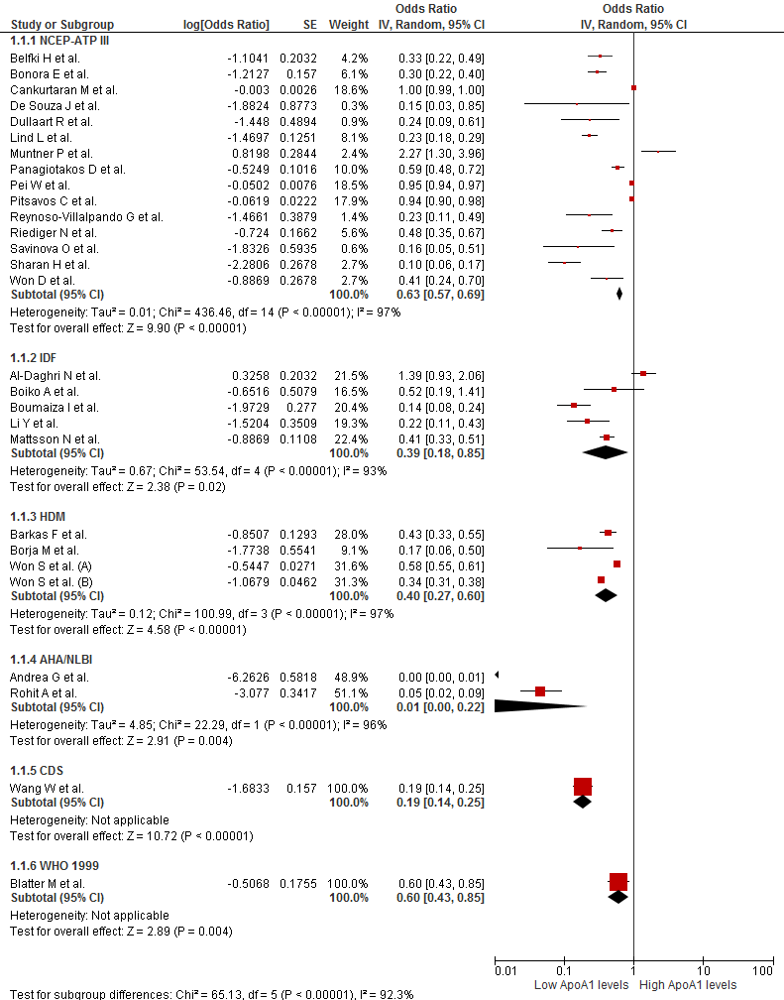 Odds Ratio Odds Ratio
Study or Subgroup log[Odds Ratio] SE Weight IV, Random, 95% CI IV, Random, 95% CI
1.1.1 NCEP-ATP III
Belfki H et al. -1.1041 0.2032 4.2% 0.33 [0.22, 0.49]
Bonora E et al. -1.2127 0.157 6.1% 0.30 [0.22, 0.40]
Cankurtaran M et al. -0.003 0.0026 18.6% 1.00 [0.99, 1.00]
De Souza J et al. -1.8824 0.8773 0.3% 0.15 [0.03, 0.85]
Dullaart R et al. -1.448 0.4894 0.9% 0.24 [0.09, 0.61]
Lind L et al. -1.4697 0.1251 8.1% 0.23 [0.18, 0.29]
Muntner P et al. 0.8198 0.2844 2.4% 2.27 [1.30, 3.96]
Panagiotakos D et al. -0.5249 0.1016 10.0% 0.59 [0.48, 0.72]
Pei W et al. -0.0502 0.0076 18.5% 0.95 [0.94, 0.97]
Pitsavos C et al. -0.0619 0.0222 17.9% 0.94 [0.90, 0.98]
Reynoso-Villalpando G et al. -1.4661 0.3879 1.4% 0.23 [0.11, 0.49]
Riediger N et al. -0.724 0.1662 5.6% 0.48 [0.35, 0.67]
Savinova O et al. -1.8326 0.5935 0.6% 0.16 [0.05, 0.51]
Sharan H et al. -2.2806 0.2678 2.7% 0.10 [0.06, 0.17]
Won D et al. -0.8869 0.2678 2.7% 0.41 [0.24, 0.70]
Subtotal (95% CI) 100.0% 0.63 [0.57, 0.69]
Heterogeneity: Tau² = 0.01; Chi² = 436.46, df = 14 (P < 0.00001); I² = 97%
Test for overall effect: Z = 9.90 (P < 0.00001)
1.1.2 IDF
Al-Daghri N et al. 0.3258 0.2032 21.5% 1.39 [0.93, 2.06]
Boiko A et al. -0.6516 0.5079 16.5% 0.52 [0.19, 1.41]
Boumaiza I et al. -1.9729 0.277 20.4% 0.14 [0.08, 0.24]
Li Y et al. -1.5204 0.3509 19.3% 0.22 [0.11, 0.43]
Mattsson N et al. -0.8869 0.1108 22.4% 0.41 [0.33, 0.51]
Subtotal (95% CI) 100.0% 0.39 [0.18, 0.85]
Heterogeneity: Tau² = 0.67; Chi² = 53.54, df = 4 (P < 0.00001); I² = 93%
Test for overall effect: Z = 2.38 (P = 0.02)
1.1.3 HDM
Barkas F et al. -0.8507 0.1293 28.0% 0.43 [0.33, 0.55]
Borja M et al. -1.7738 0.5541 9.1% 0.17 [0.06, 0.50]
Won S et al. (A) -0.5447 0.0271 31.6% 0.58 [0.55, 0.61]
Won S et al. (B) -1.0679 0.0462 31.3% 0.34 [0.31, 0.38]
Subtotal (95% CI) 100.0% 0.40 [0.27, 0.60]
Heterogeneity: Tau² = 0.12; Chi² = 100.99, df = 3 (P < 0.00001); I² = 97%
Test for overall effect: Z = 4.58 (P < 0.00001)
1.1.4 AHA/NLBI
Andrea G et al. -6.2626 0.5818 48.9% 0.00 [0.00, 0.01]
Rohit A et al. -3.077 0.3417 51.1% 0.05 [0.02, 0.09]
Subtotal (95% CI) 100.0% 0.01 [0.00, 0.22]
Heterogeneity: Tau² = 4.85; Chi² = 22.29, df = 1 (P < 0.00001); I² = 96%
Test for overall effect: Z = 2.91 (P = 0.004)
1.1.5 CDS
Wang W et al. -1.6833 0.157 100.0% 0.19 [0.14, 0.25]
Subtotal (95% CI) 100.0% 0.19 [0.14, 0.25]
Heterogeneity: Not applicable
Test for overall effect: Z = 10.72 (P < 0.00001)
1.1.6 WHO 1999
Blatter M et al. -0.5068 0.1755 100.0% 0.60 [0.43, 0.85]
Subtotal (95% CI) 100.0% 0.60 [0.43, 0.85]
Heterogeneity: Not applicable
Test for overall effect: Z = 2.89 (P = 0.004)
0.01 0.1 1 10 100
Low ApoA1 levels High ApoA1 levels
Test for subgroup differences: Chi² = 65.13, df = 5 (P < 0.00001), I² = 92.3%